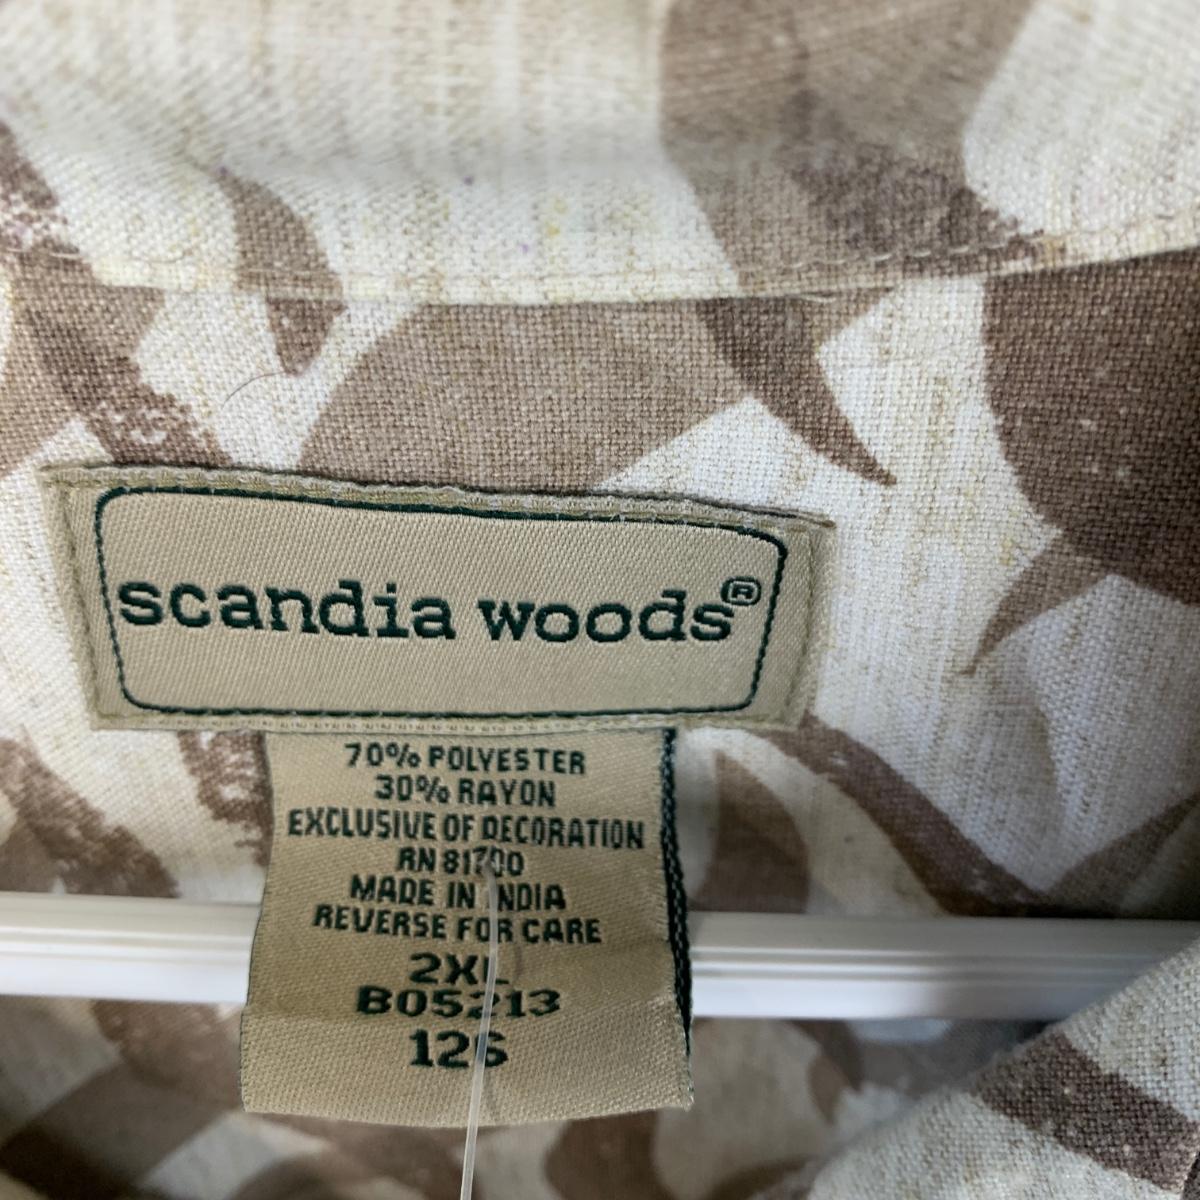 scandia woods®
70% POLYESTER
30% RAYON
EXCLUSIVE OF DECORATION
RN 81700
MADE IN INDIA
REVERSE FOR CARE
2XL
B05213
12S